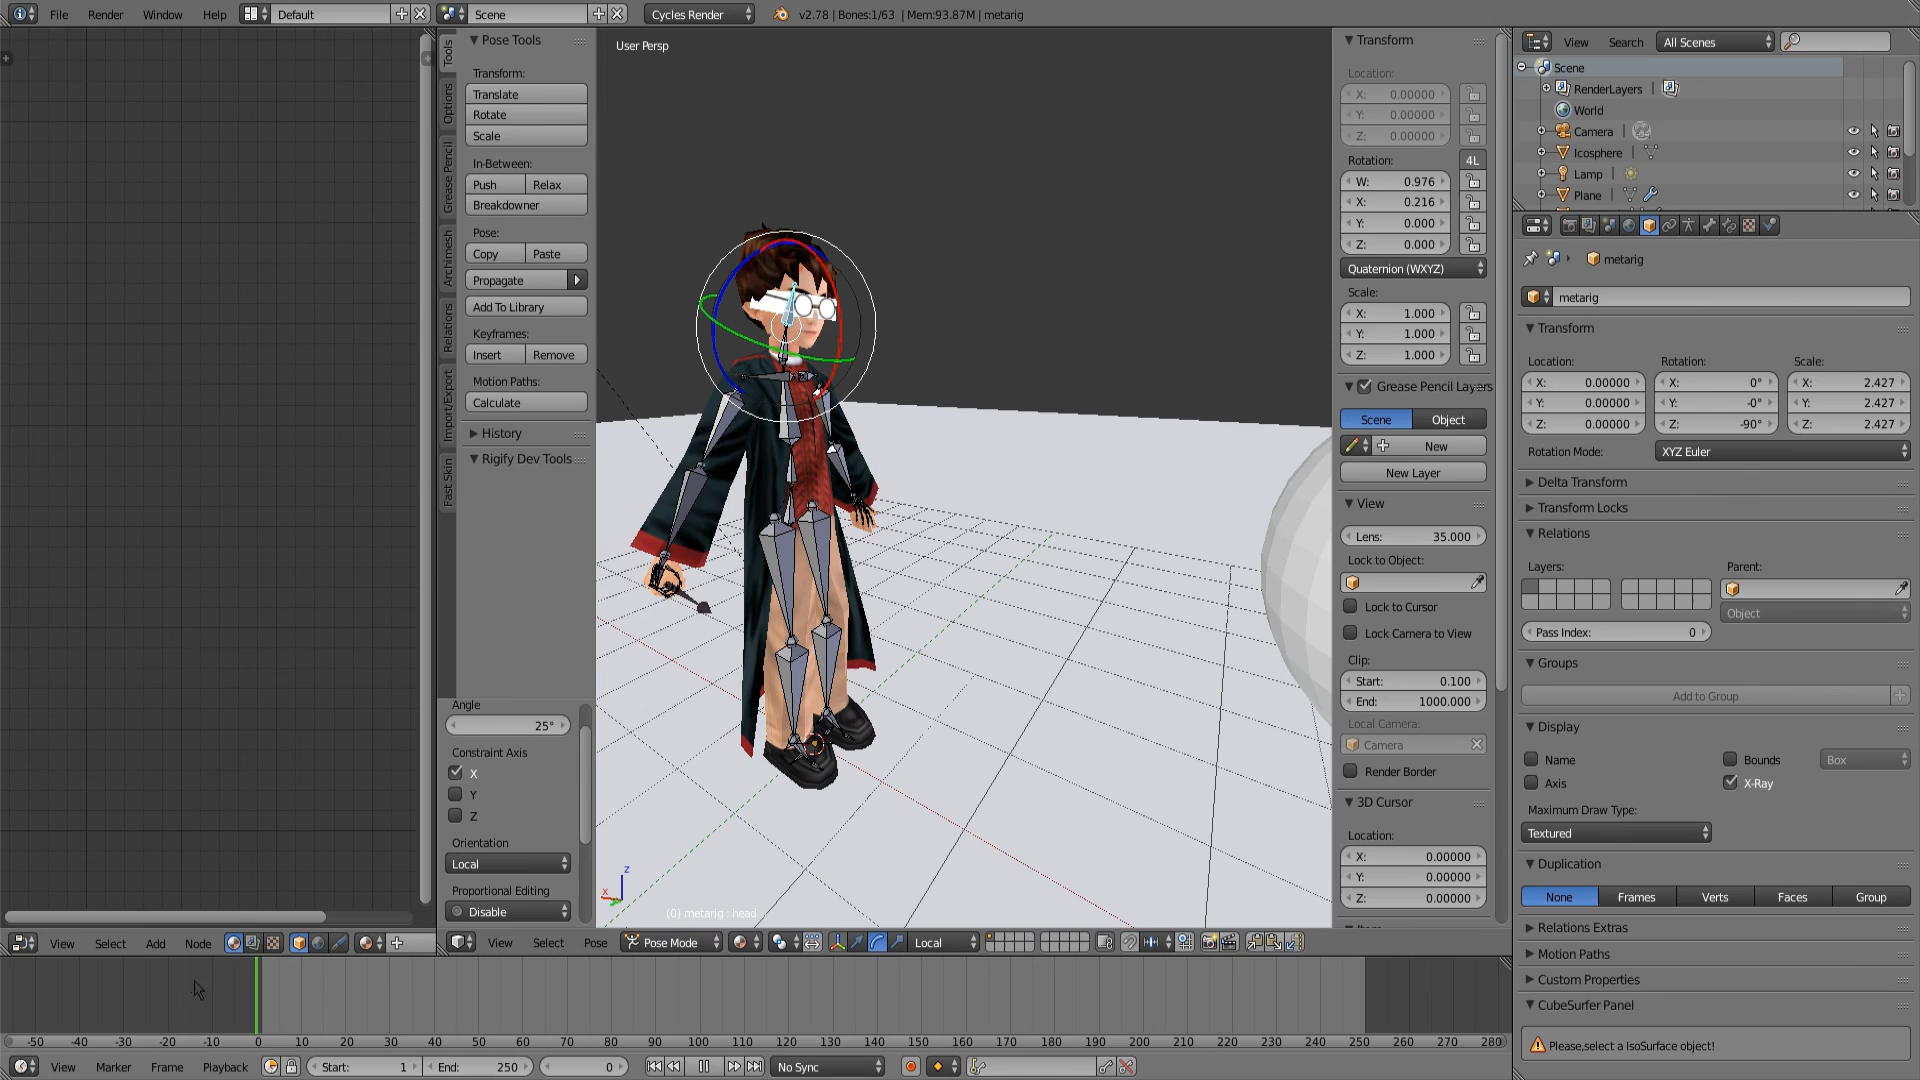 File Render Window Help Default Scene Cycles Render v2.78 | Bones:1/63 | Mem:93.87M | metarig
Tools
Options
Grease Pencil
Archimesh
Relations
Import/Export
Fast Skin
Pose Tools
Transform:
Translate
Rotate
Scale
In-Between:
Push Relax
Breakdowner
Pose:
Copy Paste
Propagate
Add To Library
Keyframes:
Insert Remove
Motion Paths:
Calculate
History
Rigify Dev Tools
Angle
25°
Constraint Axis
X
Y
Z
Orientation
Local
Proportional Editing
Disable
User Persp
z
x
(0) metarig : head
Transform
Location:
X: 0.00000
Y: 0.00000
Z: 0.00000
Rotation: 4L
W: 0.976
X: 0.216
Y: 0.000
Z: 0.000
Quaternion (WXYZ)
Scale:
X: 1.000
Y: 1.000
Z: 1.000
Grease Pencil Layers
Scene Object
New
New Layer
View
Lens: 35.000
Lock to Object:
Lock to Cursor
Lock Camera to View
Clip:
Start: 0.100
End: 1000.000
Local Camera:
Camera
Render Border
3D Cursor
Location:
X: 0.00000
Y: 0.00000
Z: 0.00000
View Search All Scenes
Scene
RenderLayers
World
Camera
Icosphere
Lamp
Plane
metarig
metarig
Transform
Location: Rotation: Scale:
X: 0.00000 X: 0° X: 2.427
Y: 0.00000 Y: -0° Y: 2.427
Z: 0.00000 Z: -90° Z: 2.427
Rotation Mode: XYZ Euler
Delta Transform
Transform Locks
Relations
Layers: Parent:
Object
Pass Index: 0
Groups
Add to Group
Display
Name Bounds Box
Axis X-Ray
Maximum Draw Type:
Textured
Duplication
None Frames Verts Faces Group
Relations Extras
Motion Paths
Custom Properties
CubeSurfer Panel
Please,select a IsoSurface object!
View Select Add Node
View Select Pose Pose Mode Local
-50 -40 -30 -20 -10 0 10 20 30 40 50 60 70 80 90 100 110 120 130 140 150 160 170 180 190 200 210 220 230 240 250 260 270 280
View Marker Frame Playback Start: 1 End: 250 0 No Sync